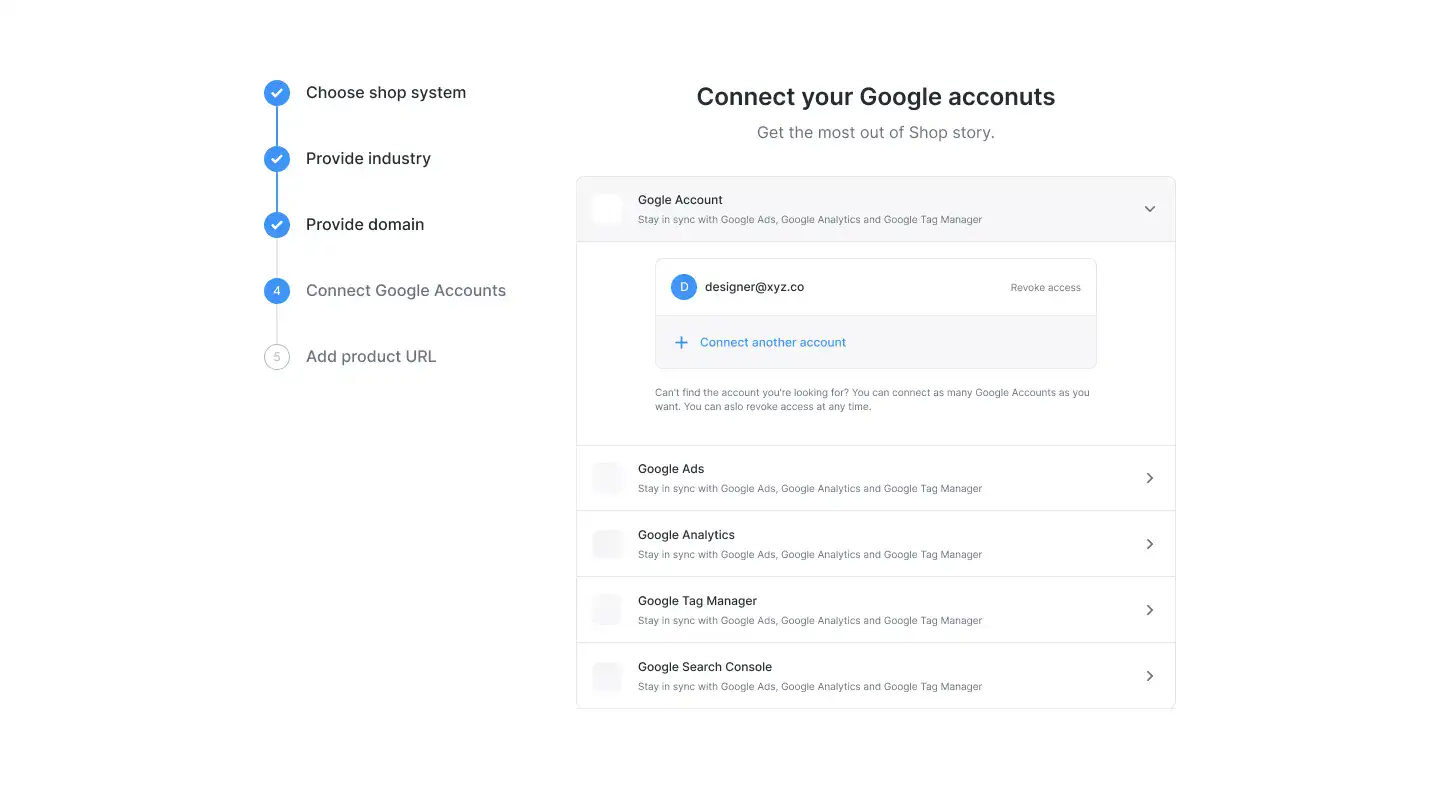 Choose shop system
Provide industry
Provide domain
4
Connect Google Accounts
5
Add product URL
Connect your Google acconuts
Get the most out of Shop story.
Gogle Account
Stay in sync with Google Ads, Google Analytics and Google Tag Manager
D
designer@xyz.co
Revoke access
Connect another account
Can't find the account you're looking for? You can connect as many Google Accounts as you
want. You can aslo revoke access at any time.
Google Ads
Stay in sync with Google Ads, Google Analytics and Google Tag Manager
Google Analytics
Stay in sync with Google Ads, Google Analytics and Google Tag Manager
Google Tag Manager
Stay in sync with Google Ads, Google Analytics and Google Tag Manager
Google Search Console
Stay in sync with Google Ads, Google Analytics and Google Tag Manager